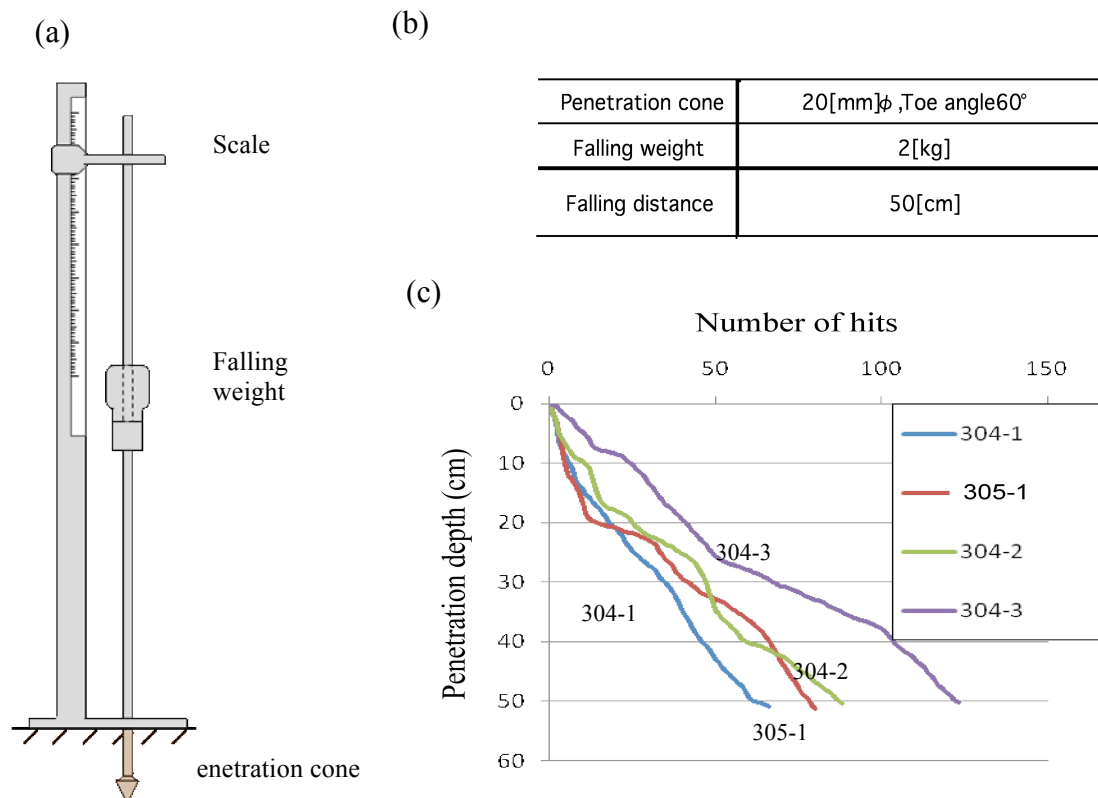 (a)
Scale
Falling
weight
enetration cone
(b)
Penetration cone 20[mm]ϕ ,Toe angle60°
Falling weight 2[kg]
Falling distance 50[cm]
(c)
Number of hits
0 50 100 150
Penetration depth (cm)
0
10
20
30
40
50
60
304-1
305-1
304-2
304-3
304-3
304-1
304-2
305-1